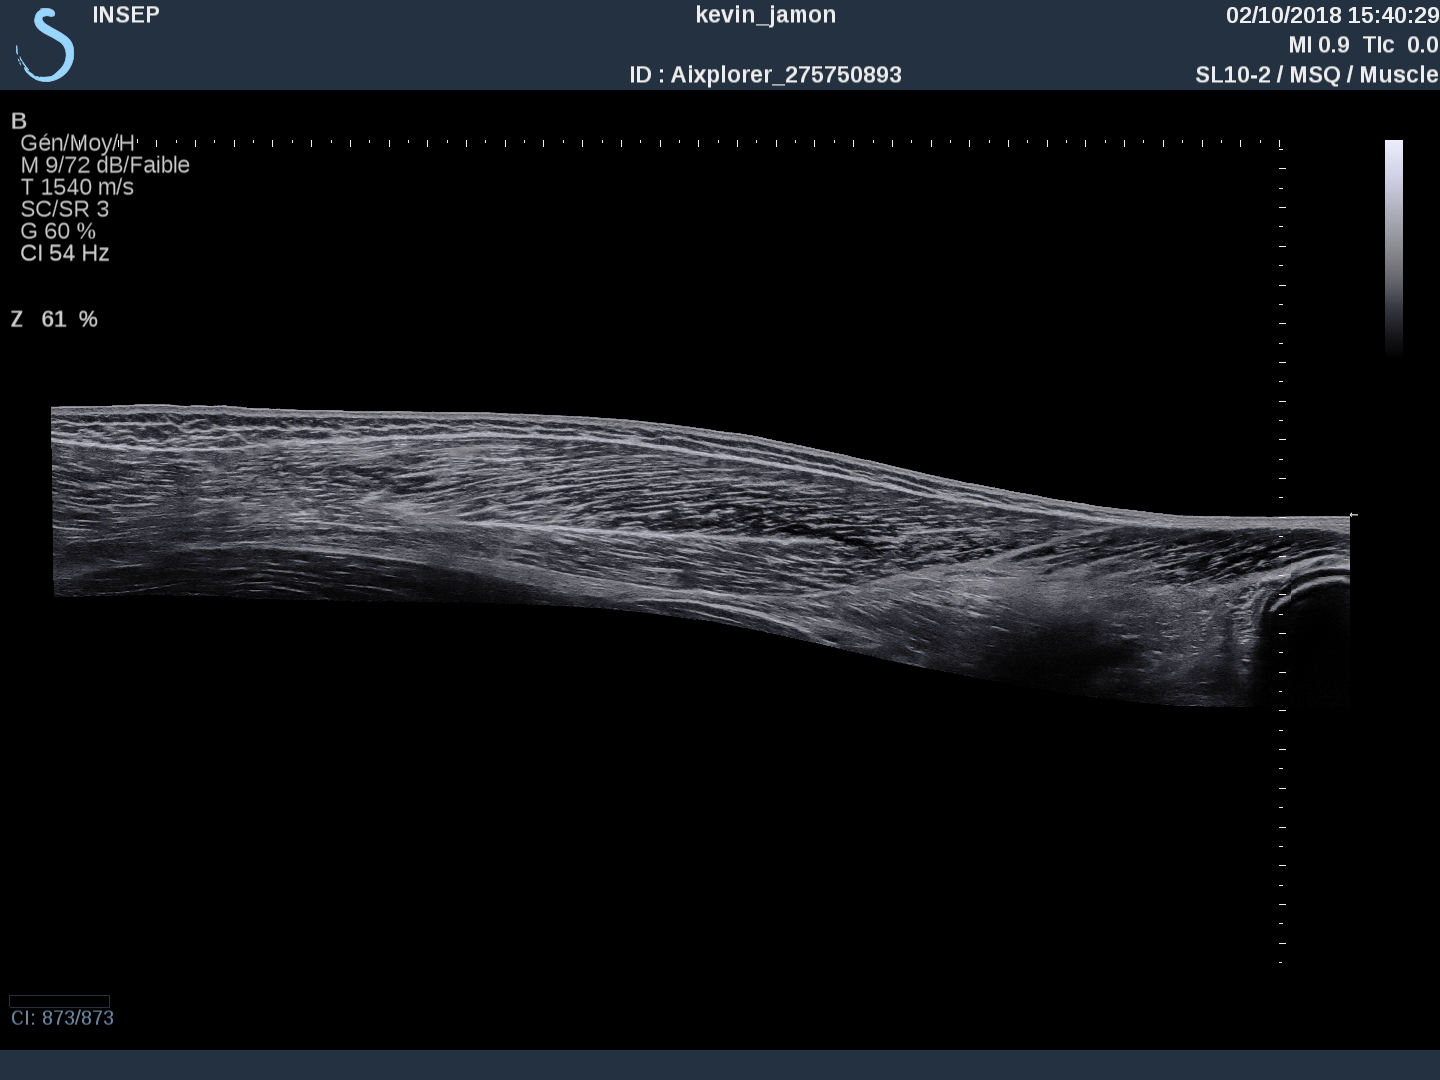 INSEP
kevin_jamon
02/10/2018 15:40:29
MI 0.9 TIc 0.0
ID : Aixplorer_275750893
SL10-2 / MSQ / Muscle
B
Gén/Moy/H
M 9/72 dB/Faible
T 1540 m/s
SC/SR 3
G 60 %
CI 54 Hz
Z 61 %
CI: 873/873